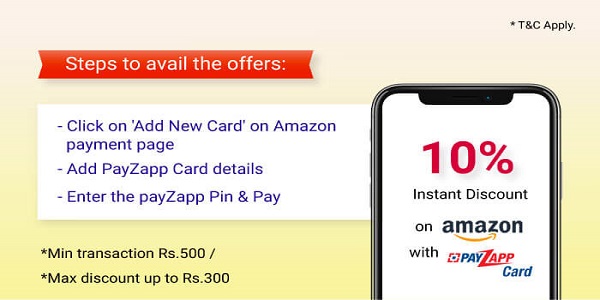 * T&C Apply.
Steps to avail the offers:
- Click on 'Add New Card' on Amazon
payment page
- Add PayZapp Card details
- Enter the payZapp Pin & Pay
*Min transaction Rs.500 /
*Max discount up to Rs.300
10%
Instant Discount
on amazon
with PAYZAPP
Card